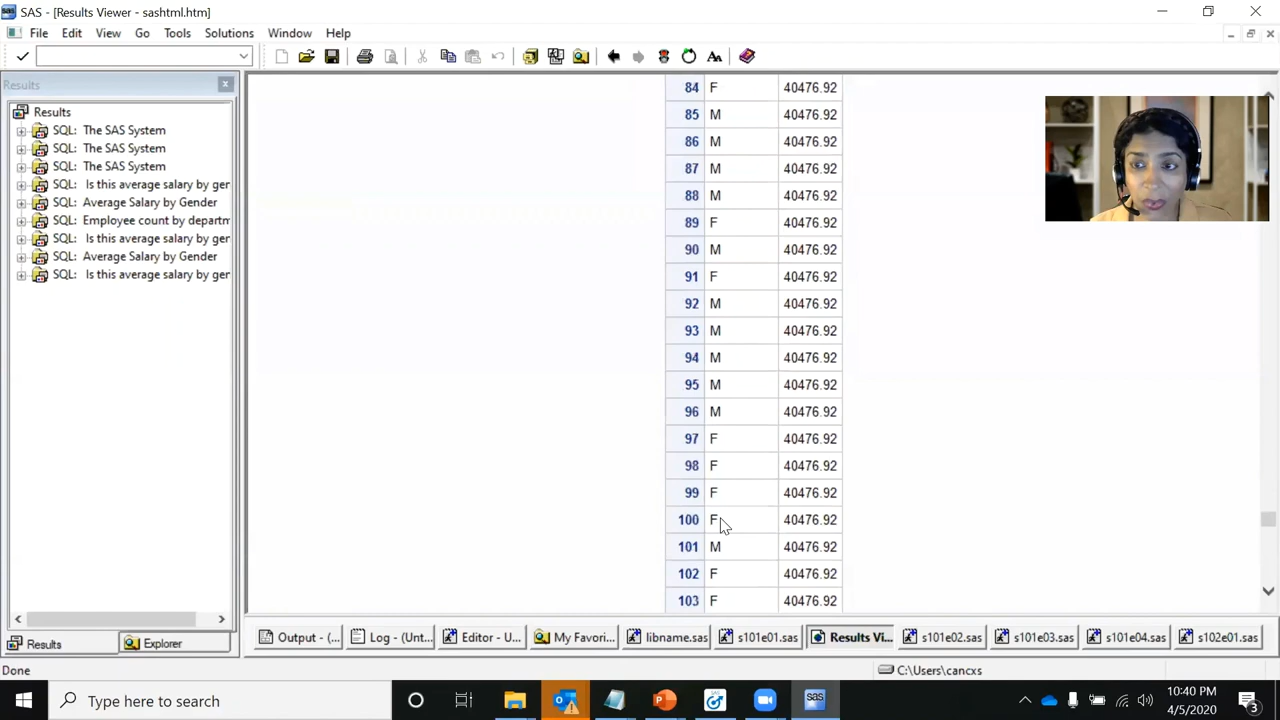 SAS - [Results Viewer - sashtml.htm]
File Edit View Go Tools Solutions Window Help
Results
Results
SQL: The SAS System
SQL: The SAS System
SQL: The SAS System
SQL: Is this average salary by ger
SQL: Average Salary by Gender
SQL: Employee count by departm
SQL: Is this average salary by ger
SQL: Average Salary by Gender
SQL: Is this average salary by ger
84 F 40476.92
85 M 40476.92
86 M 40476.92
87 M 40476.92
88 M 40476.92
89 F 40476.92
90 M 40476.92
91 F 40476.92
92 M 40476.92
93 M 40476.92
94 M 40476.92
95 M 40476.92
96 M 40476.92
97 F 40476.92
98 F 40476.92
99 F 40476.92
100 F 40476.92
101 M 40476.92
102 F 40476.92
103 F 40476.92
Results Explorer
Output - (... Log - (Unt... Editor - U... My Favori... libname.sas s101e01.sas Results Vi... s101e02.sas s101e03.sas s101e04.sas s102e01.sas
Done C:\Users\cancxs
Type here to search
10:40 PM
4/5/2020
3